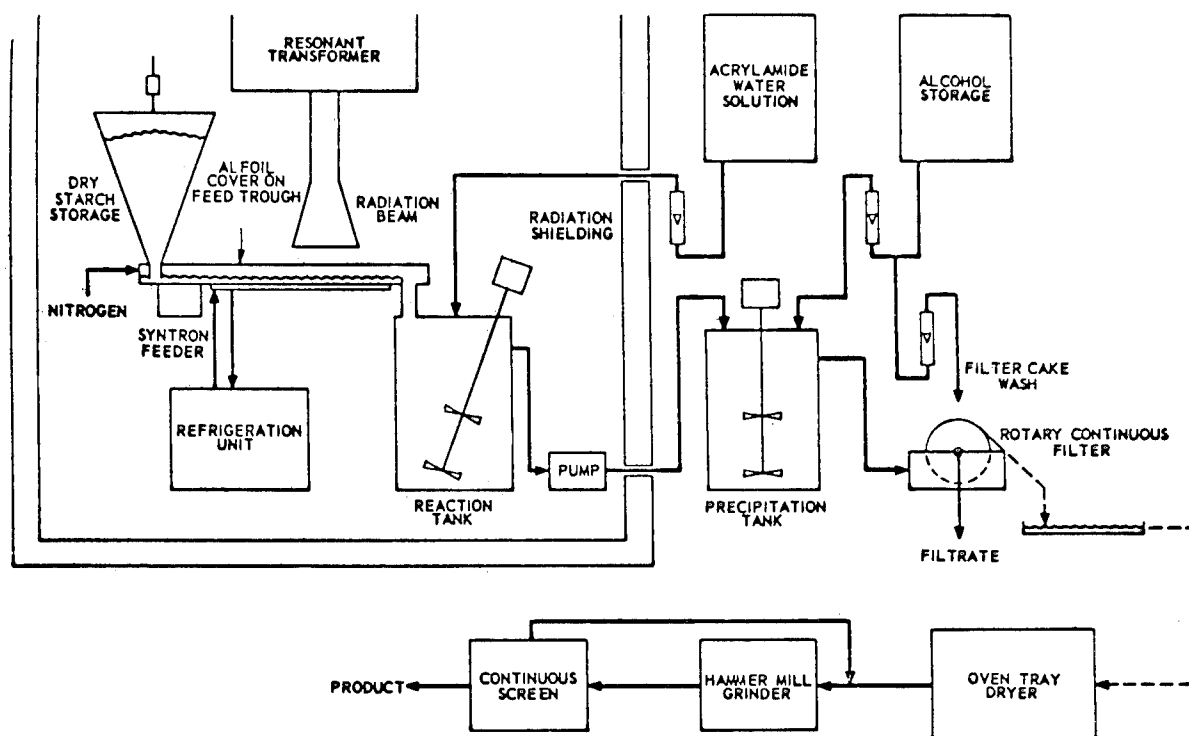 RESONANT
TRANSFORMER
ACRYLAMIDE
WATER
SOLUTION
ALCOHOL
STORAGE
DRY
STARCH
STORAGE
AL FOIL
COVER ON
FEED TROUGH
RADIATION
BEAM
RADIATION
SHIELDING
NITROGEN
SYNTRON
FEEDER
REFRIGERATION
UNIT
PUMP
REACTION
TANK
PRECIPITATION
TANK
FILTER CAKE
WASH
ROTARY CONTINUOUS
FILTER
FILTRATE
PRODUCT
CONTINUOUS
SCREEN
HAMMER MILL
GRINDER
OVEN TRAY
DRYER